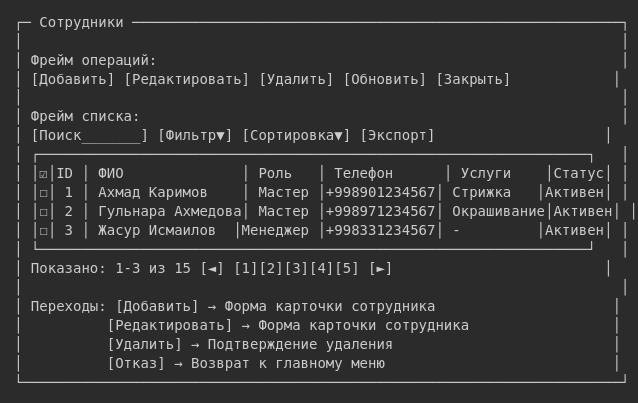 Сотрудники
Фрейм операций:
[Добавить] [Редактировать] [Удалить] [Обновить] [Закрыть]
Фрейм списка:
[Поиск_______] [Фильтр▼] [Сортировка▼] [Экспорт]
│☑│ID │ ФИО │ Роль │ Телефон │ Услуги │Статус│
│☐│ 1 │ Ахмад Каримов │ Мастер │+998901234567│ Стрижка │Активен│
│☐│ 2 │ Гульнара Ахмедова│ Мастер │+998971234567│ Окрашивание│Активен│
│☐│ 3 │ Жасур Исмаилов │Менеджер │+998331234567│ - │Активен│
Показано: 1-3 из 15 [◄] [1][2][3][4][5] [►]
Переходы: [Добавить] → Форма карточки сотрудника
[Редактировать] → Форма карточки сотрудника
[Удалить] → Подтверждение удаления
[Отказ] → Возврат к главному меню